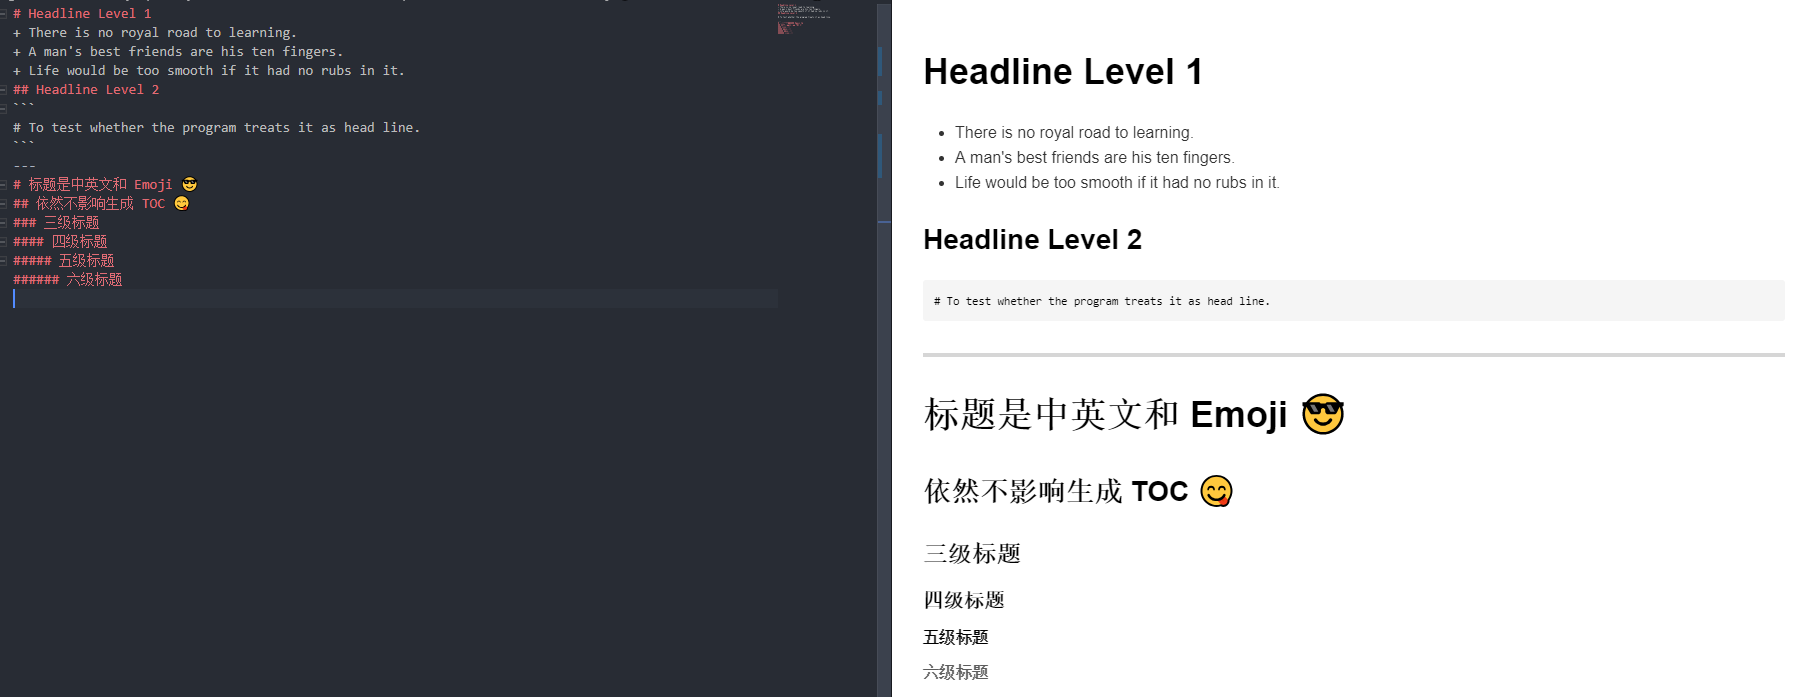 # Headline Level 1
+ There is no royal road to learning.
+ A man's best friends are his ten fingers.
+ Life would be too smooth if it had no rubs in it.
## Headline Level 2
```
# To test whether the program treats it as head line.
```
---
# 标题是中英文和 Emoji 😎
## 依然不影响生成 TOC 😋
### 三级标题
#### 四级标题
##### 五级标题
###### 六级标题
Headline Level 1
• There is no royal road to learning.
• A man's best friends are his ten fingers.
• Life would be too smooth if it had no rubs in it.
Headline Level 2
# To test whether the program treats it as head line.
标题是中英文和 Emoji 😎
依然不影响生成 TOC 😋
三级标题
四级标题
五级标题
六级标题